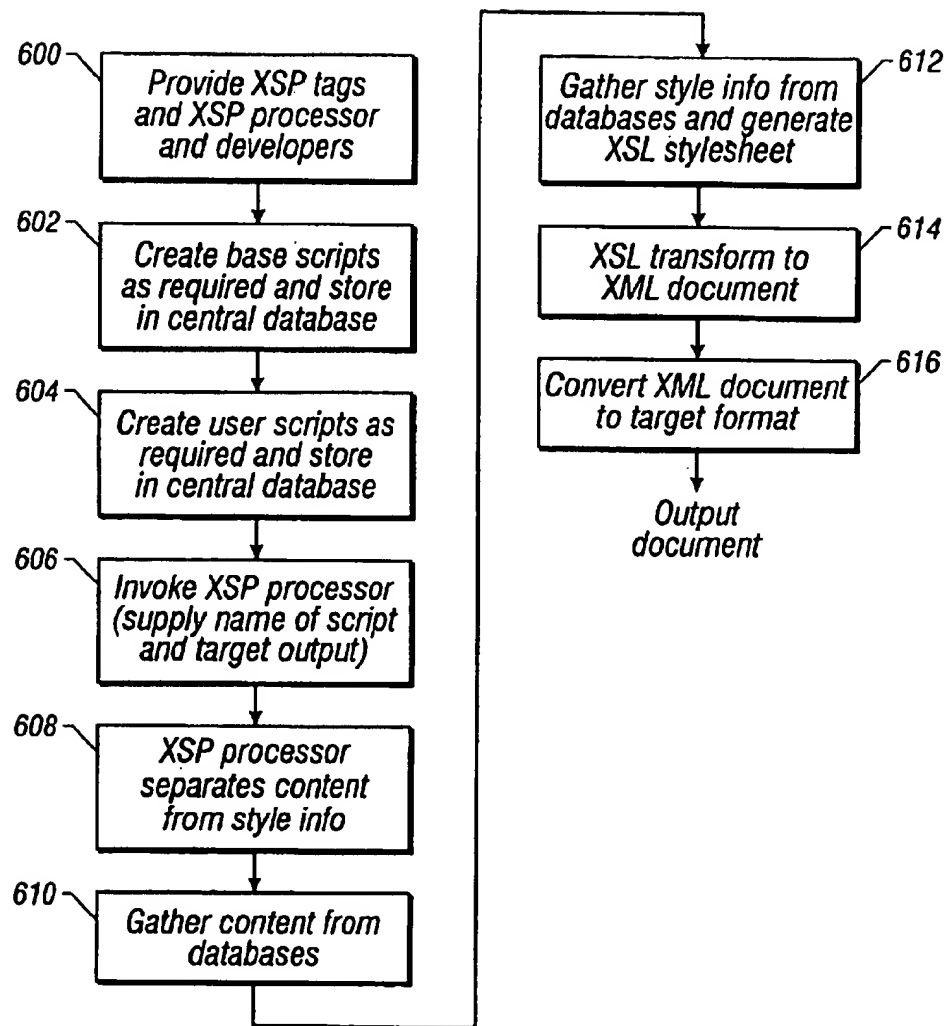 600
Provide XSP tags
and XSP processor
and developers
602
Create base scripts
as required and store
in central database
604
Create user scripts as
required and store
in central database
606
Invoke XSP processor
(supply name of script
and target output)
608
XSP processor
separates content
from style info
610
Gather content from
databases
612
Gather style info from
databases and generate
XSL stylesheet
614
XSL transform to
XML document
616
Convert XML document
to target format
Output
document